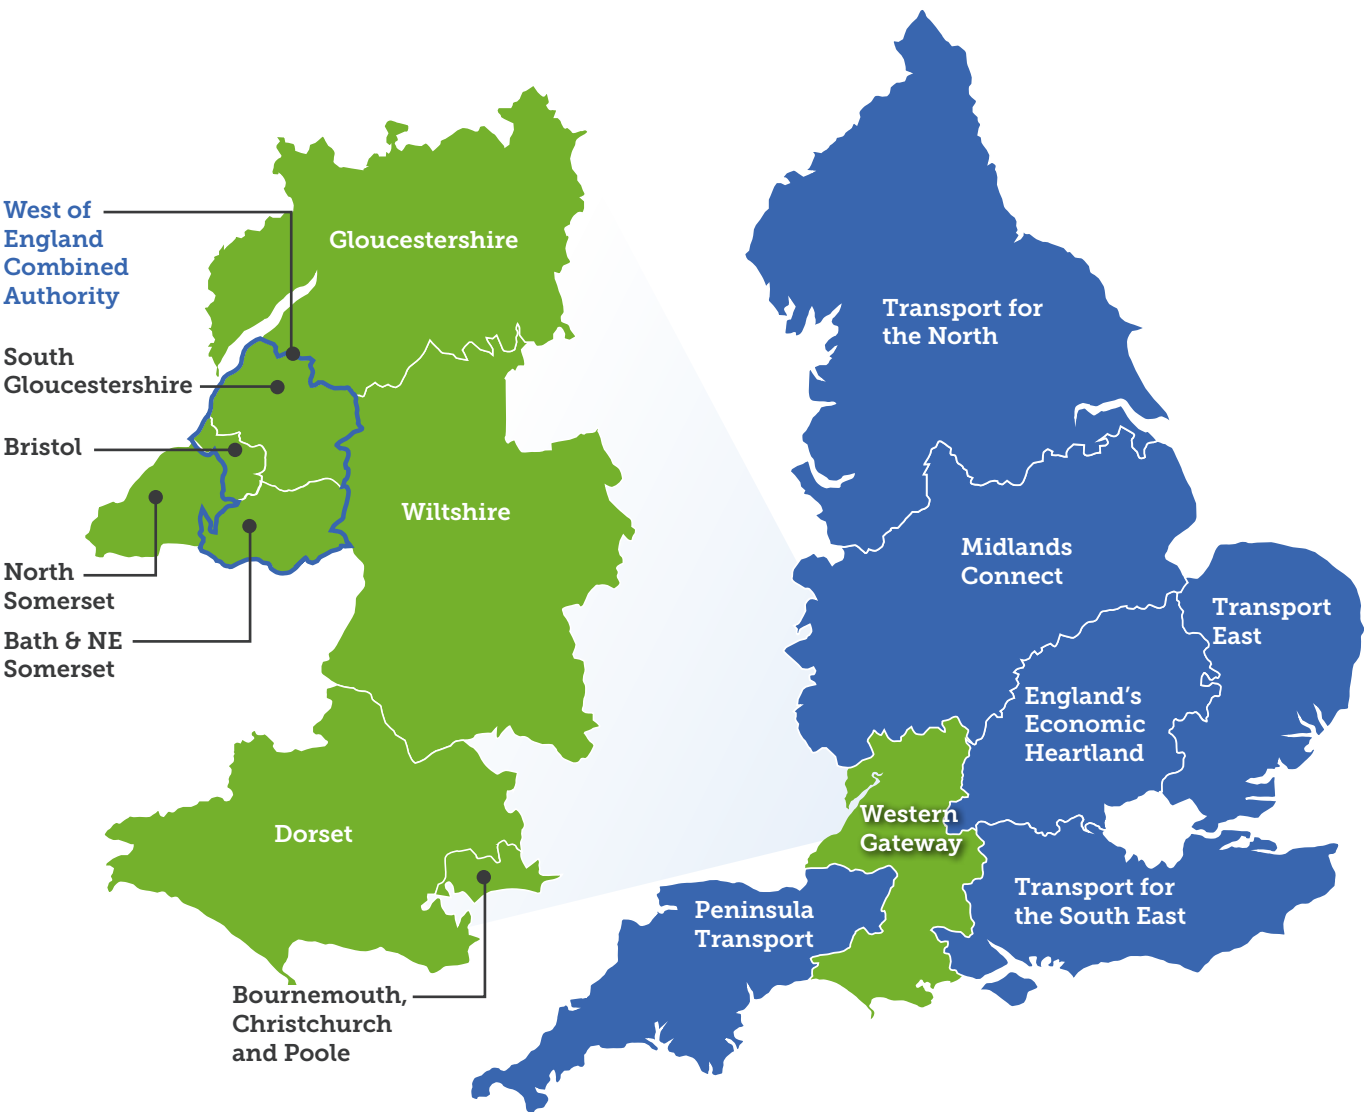 West of
England
Combined
Authority
South
Gloucestershire
Bristol
North
Somerset
Bath & NE
Somerset
Gloucestershire
Wiltshire
Dorset
Bournemouth,
Christchurch
and Poole
Transport for
the North
Midlands
Connect
Transport
East
England’s
Economic
Heartland
Western
Gateway
Transport for
the South East
Peninsula
Transport